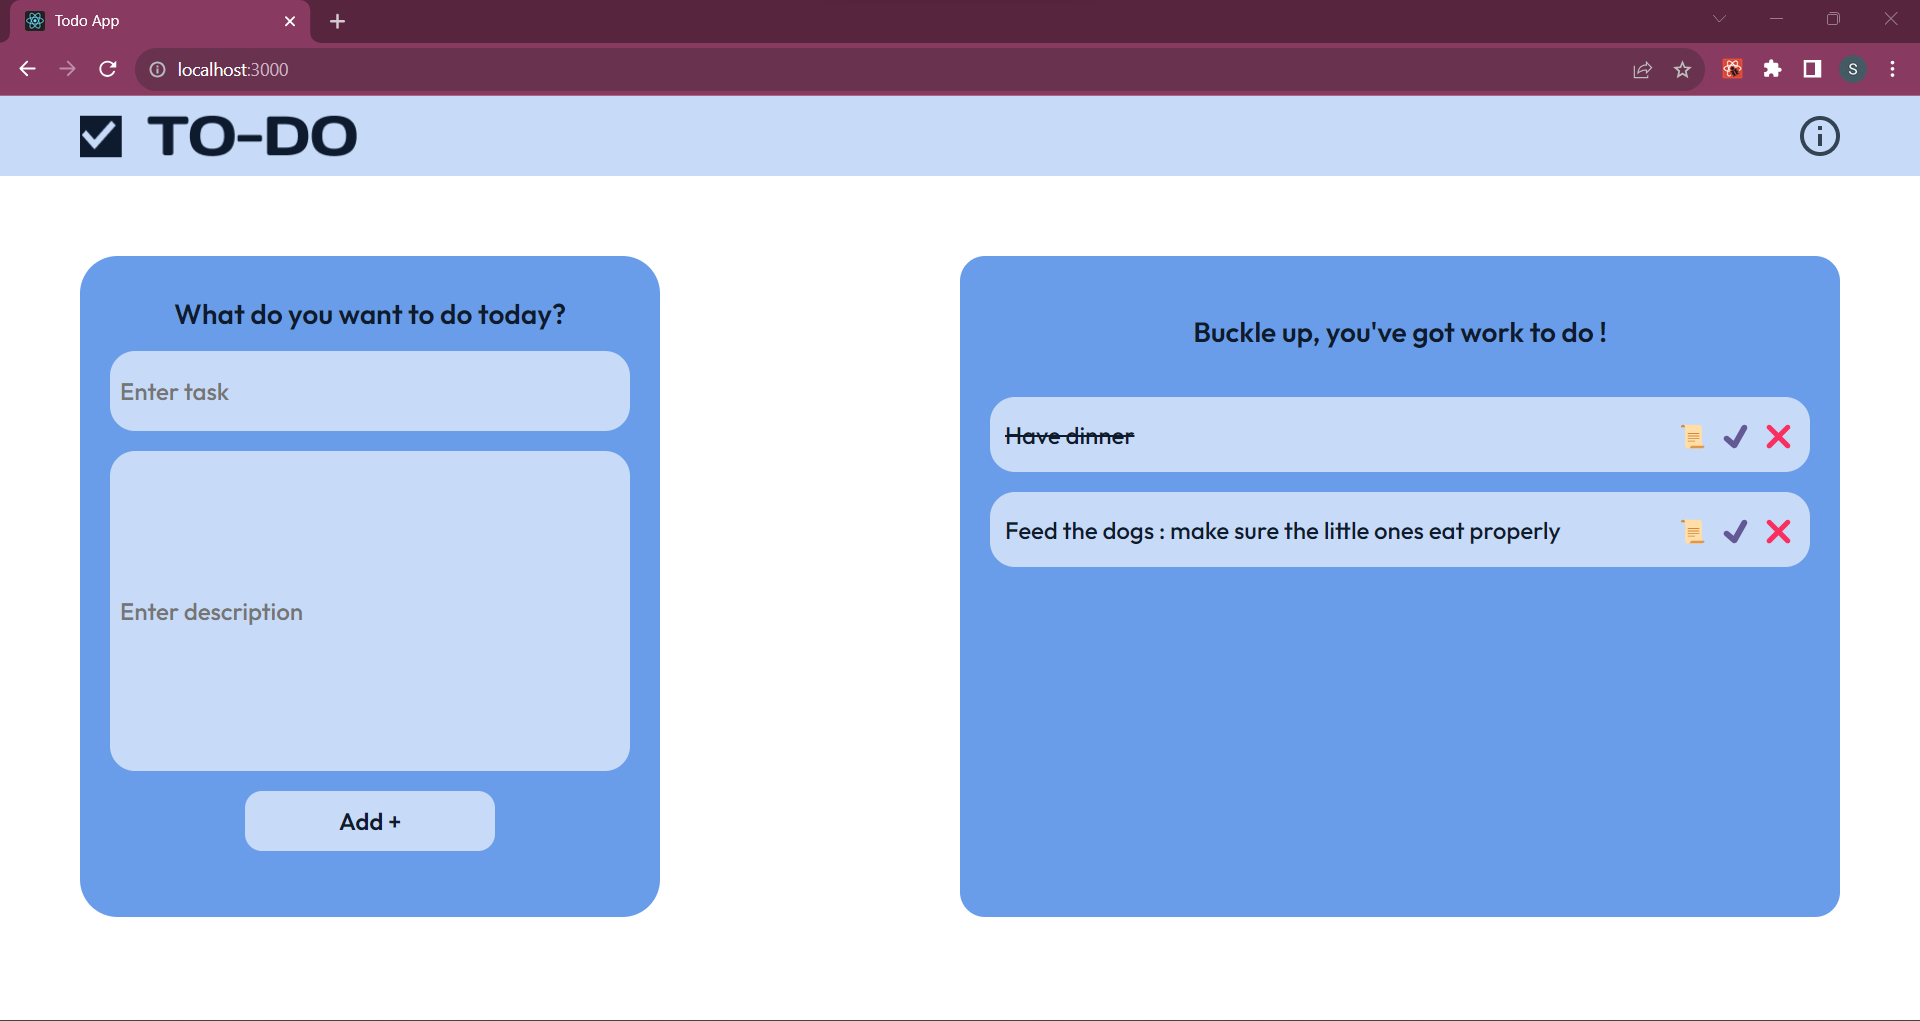 Todo App
localhost:3000
S
TO-DO
What do you want to do today?
Enter task
Enter description
Add +
Buckle up, you've got work to do !
Have dinner
Feed the dogs : make sure the little ones eat properly